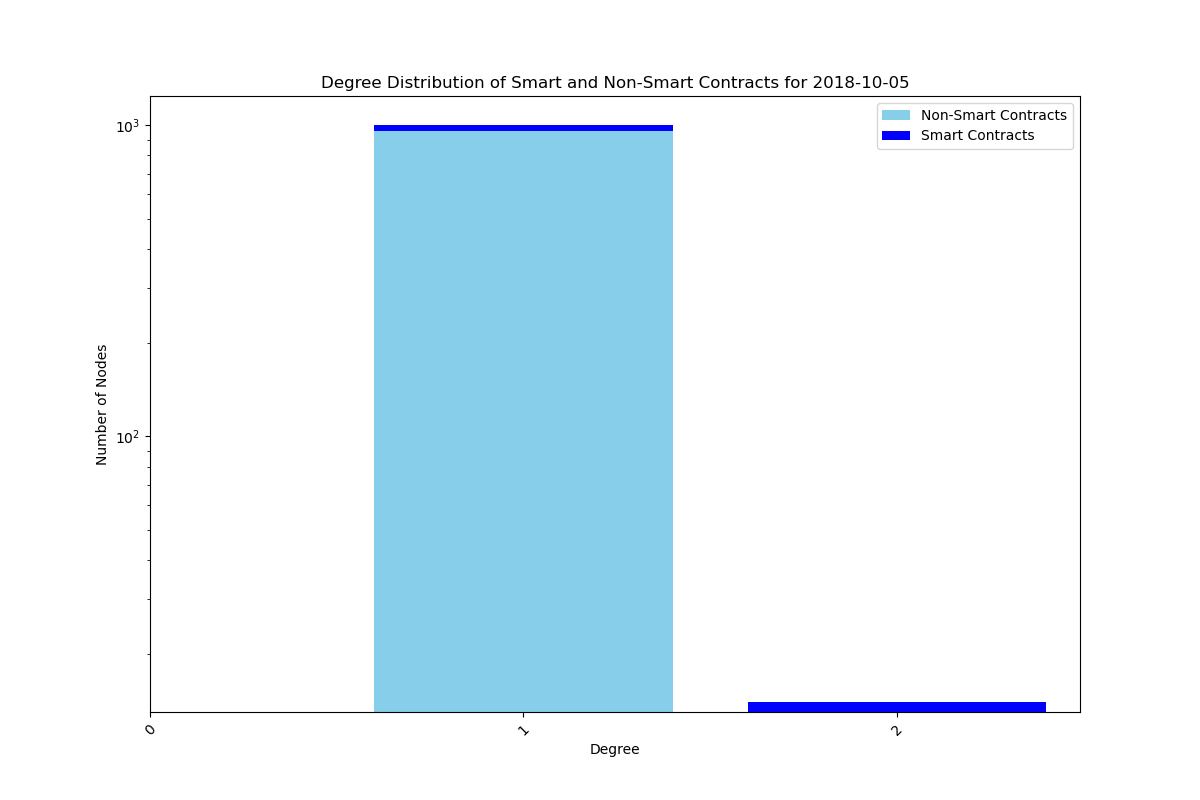 Degree Distribution of Smart and Non-Smart Contracts for 2018-10-05
Non-Smart Contracts
Smart Contracts
10³
10²
Number of Nodes
0
1
2
Degree